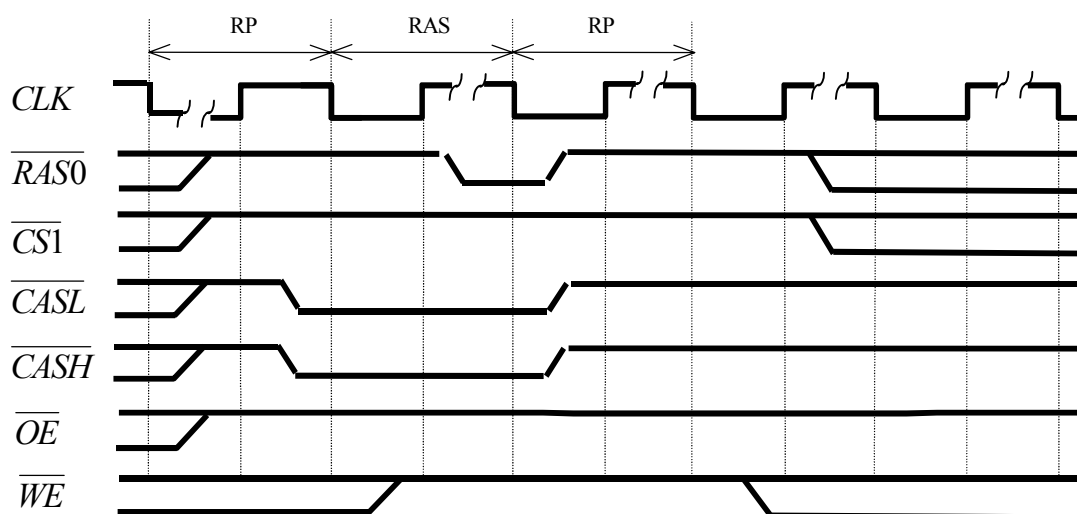 RP RAS RP
CLK
RAS0
CS1
CASL
CASH
OE
WE